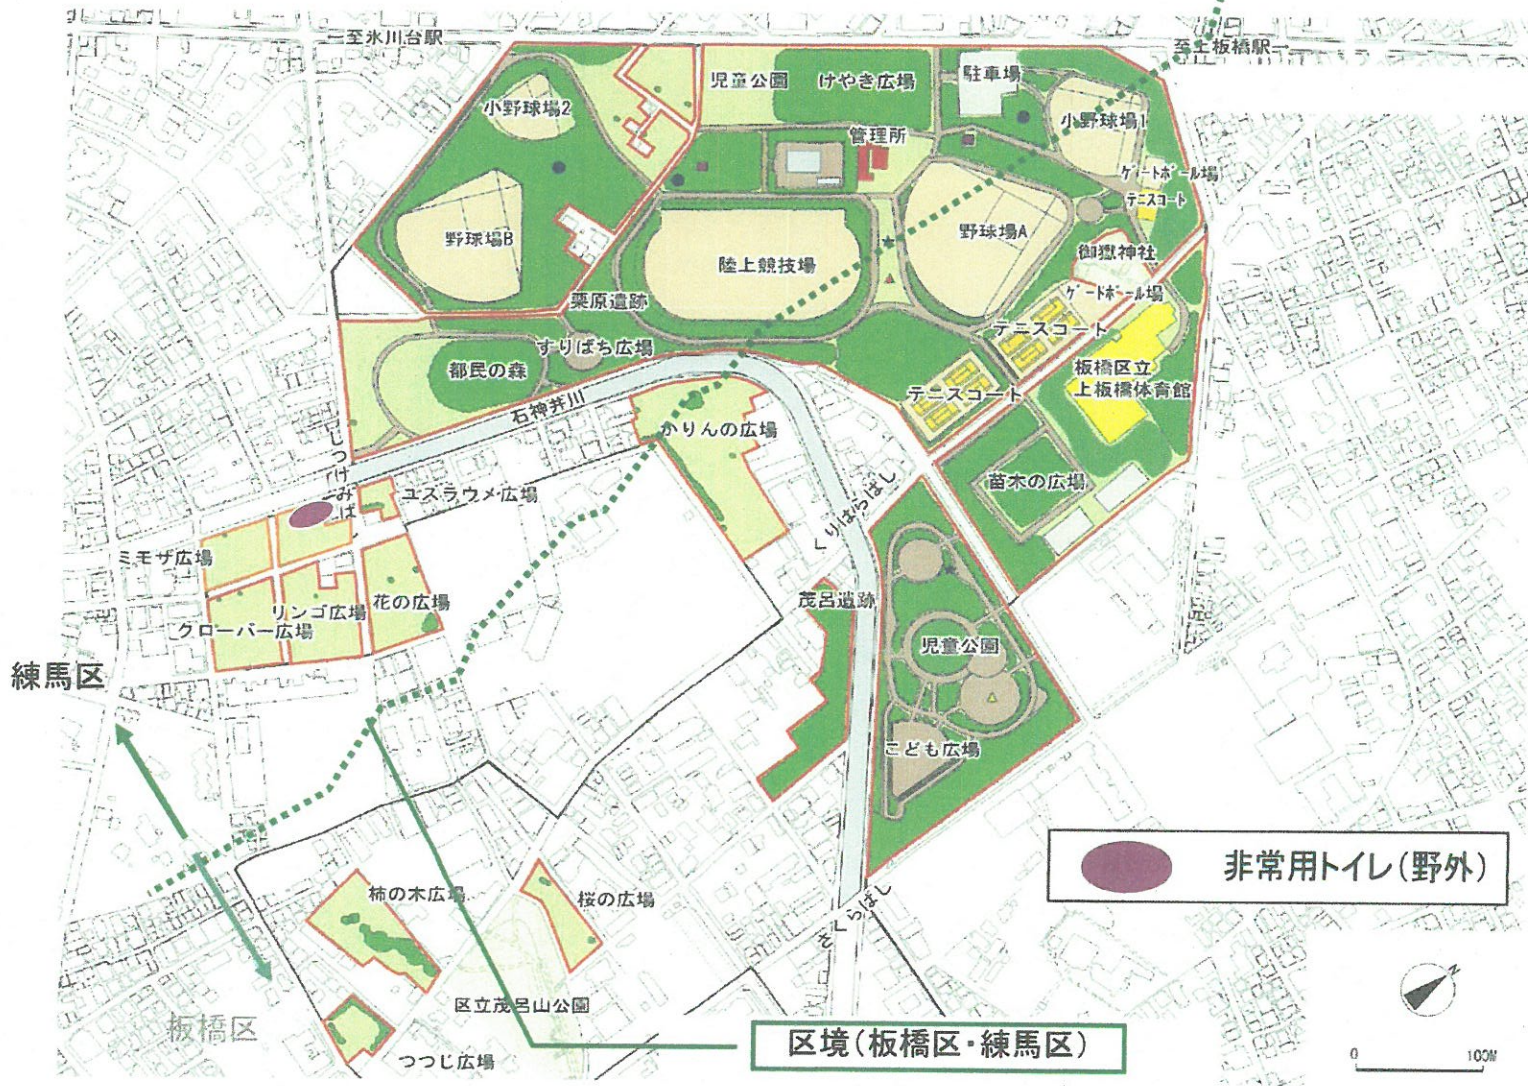 至氷川台駅
至上板橋駅
児童公園
けやき広場
駐車場
小野球場2
小野球場1
管理所
ゲートボール場
テニスコート
野球場B
陸上競技場
野球場A
御嶽神社
栗原遺跡
ゲートボール場
テニスコート
すりばち広場
都民の森
板橋区立
上板橋体育館
テニスコート
石神井川
かりんの広場
苗木の広場
くりはらばし
じっけみばし
ユスラウメ広場
ミモザ広場
リンゴ広場
花の広場
クローバー広場
茂呂遺跡
児童公園
練馬区
こども広場
非常用トイレ(野外)
柿の木広場
桜の広場
さくらばし
区立茂呂山公園
板橋区
つつじ広場
区境(板橋区・練馬区)
N
0 100M